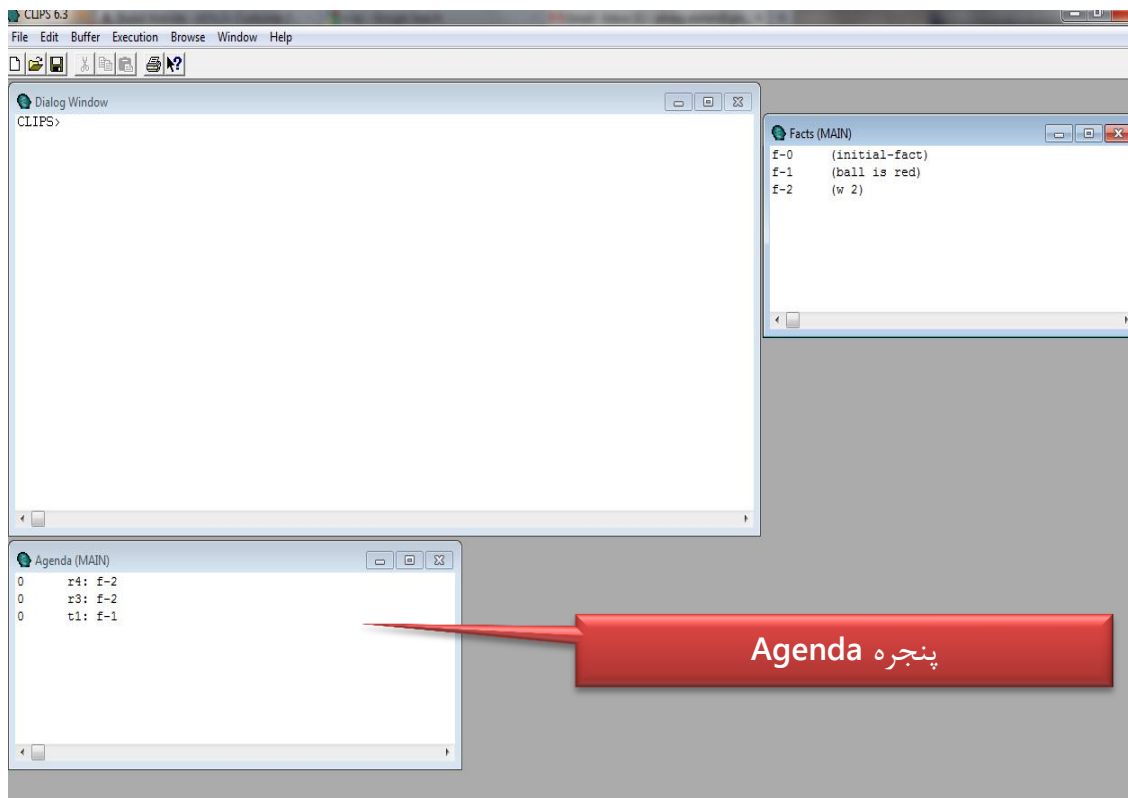 CLIPS 6.3
File Edit Buffer Execution Browse Window Help
Dialog Window
CLIPS>
Facts (MAIN)
f-0 (initial-fact)
f-1 (ball is red)
f-2 (w 2)
Agenda (MAIN)
0 r4: f-2
0 r3: f-2
0 t1: f-1
پنجره Agenda